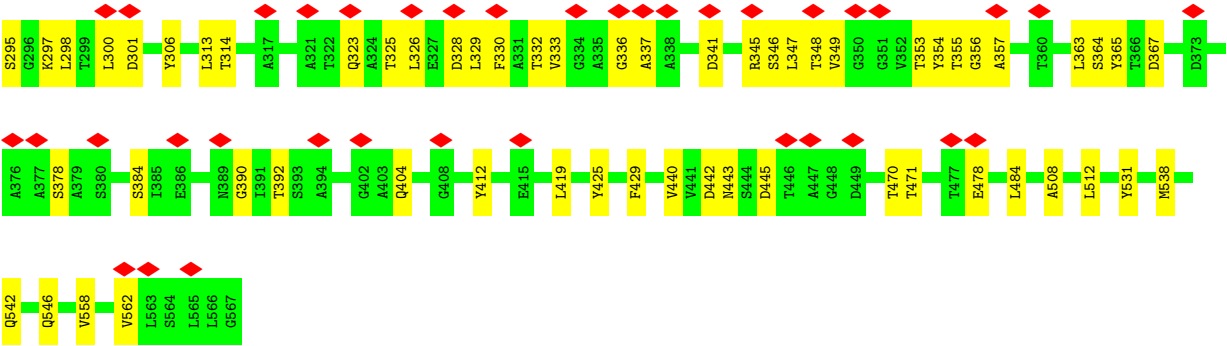 S295 G296 K297 L298 T299 L300 D301 Y306 L313 T314 A317 A321 T322 Q323 A324 T325 L326 E327 D328 L329 F330 A331 T332 V333 G334 A335 G336 A337 A338 D341 R345 S346 L347 T348 V349 G350 G351 V352 T353 Y354 T355 G356 A357 T360 L363 S364 Y365 T366 D367 D373
A376 A377 S378 A379 S380 S384 I385 E386 N389 G390 I391 T392 S393 A394 G402 A403 Q404 G408 Y412 E415 L419 Y425 F429 V440 V441 D442 N443 S444 D445 T446 A447 G448 D449 T470 T471 T477 E478 L484 A508 L512 Y531 M538
Q542 Q546 V558 V562 L563 S564 L565 L566 G567